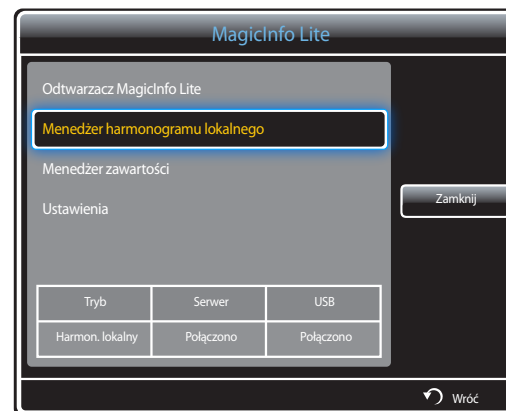 MagicInfo Lite
Odtwarzacz MagicInfo Lite
Menedżer harmonogramu lokalnego
Menedżer zawartości
Ustawienia
Zamknij
Tryb Serwer USB
Harmon. lokalny Połączono Połączono
Wróć